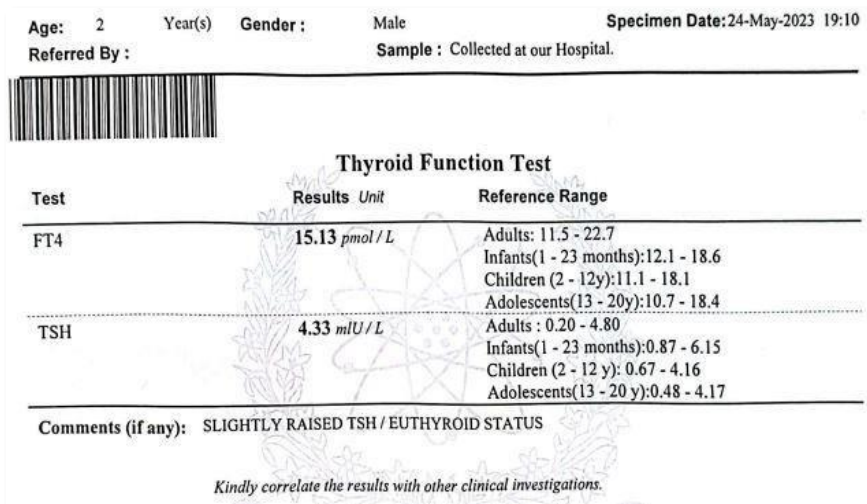 Age: 2 Year(s) Gender : Male Specimen Date:24-May-2023 19:10
Referred By : Sample : Collected at our Hospital.
Thyroid Function Test
Test Results Unit Reference Range
FT4 15.13 pmol / L Adults: 11.5 - 22.7
Infants(1 - 23 months):12.1 - 18.6
Children (2 - 12y):11.1 - 18.1
Adolescents(13 - 20y):10.7 - 18.4
TSH 4.33 mIU / L Adults : 0.20 - 4.80
Infants(1 - 23 months):0.87 - 6.15
Children (2 - 12 y): 0.67 - 4.16
Adolescents(13 - 20 y):0.48 - 4.17
Comments (if any): SLIGHTLY RAISED TSH / EUTHYROID STATUS
Kindly correlate the results with other clinical investigations.